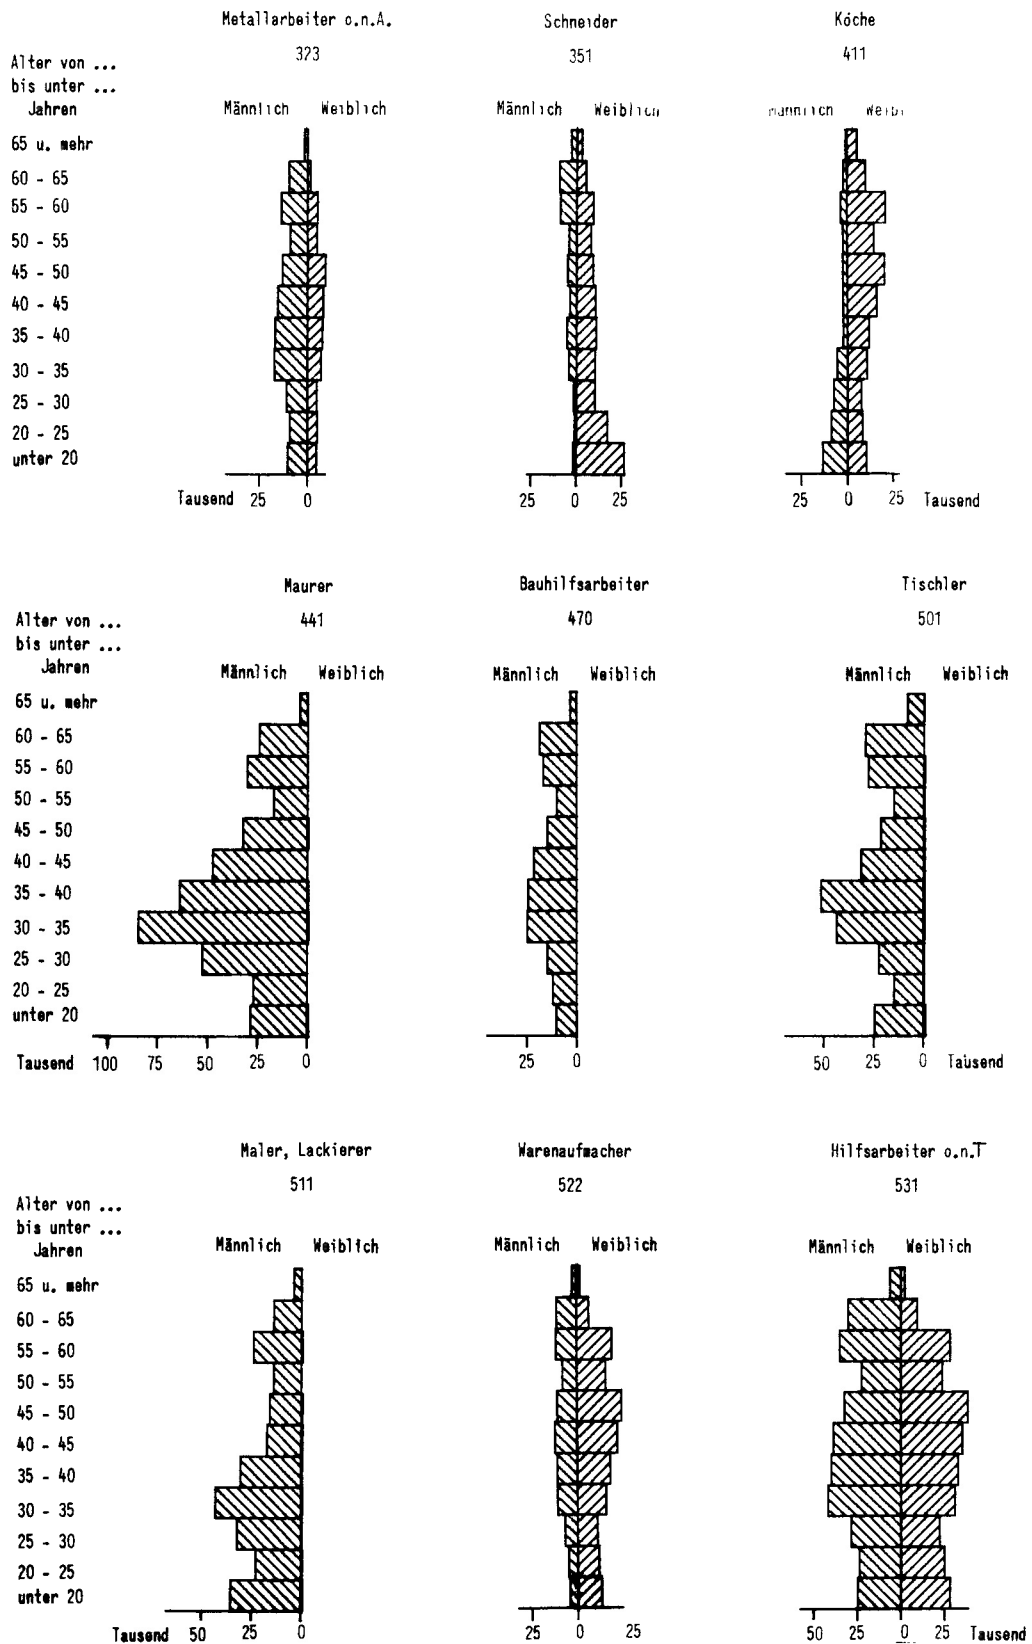 Metallarbeiter o.n.A. Schneider Köche
323 351 411
Alter von ...
bis unter ...
Jahren Männlich Weiblich Männlich Weiblich Männlich
65 u. mehr
60 - 65
55 - 60
50 - 55
45 - 50
40 - 45
35 - 40
30 - 35
25 - 30
20 - 25
unter 20
Tausend 25 0 25 0 25 25 0 25 Tausend
Maurer Bauhilfsarbeiter Tischler
441 470 501
Alter von ...
bis unter ...
Jahren Männlich Weiblich Männlich Weiblich Männlich Weiblich
65 u. mehr
60 - 65
55 - 60
50 - 55
45 - 50
40 - 45
35 - 40
30 - 35
25 - 30
20 - 25
unter 20
Tausend 100 75 50 25 0 25 0 50 25 0 Tausend
Maler, Lackierer Warenaufmacher Hilfsarbeiter o.n.T
511 522 531
Alter von ...
bis unter ...
Jahren Männlich Weiblich Männlich Weiblich Männlich Weiblich
65 u. mehr
60 - 65
55 - 60
50 - 55
45 - 50
40 - 45
35 - 40
30 - 35
25 - 30
20 - 25
unter 20
Tausend 50 25 0 25 0 25 50 25 0 25 Tausend